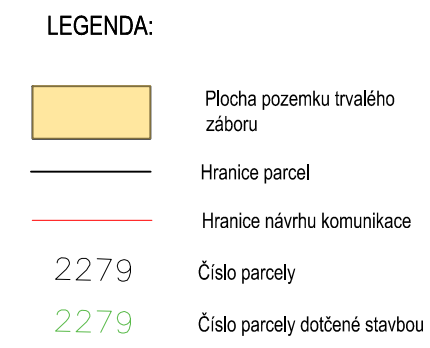 LEGENDA:
Plocha pozemku trvalého
záboru
Hranice parcel
Hranice návrhu komunikace
2279 Číslo parcely
2279 Číslo parcely dotčené stavbou